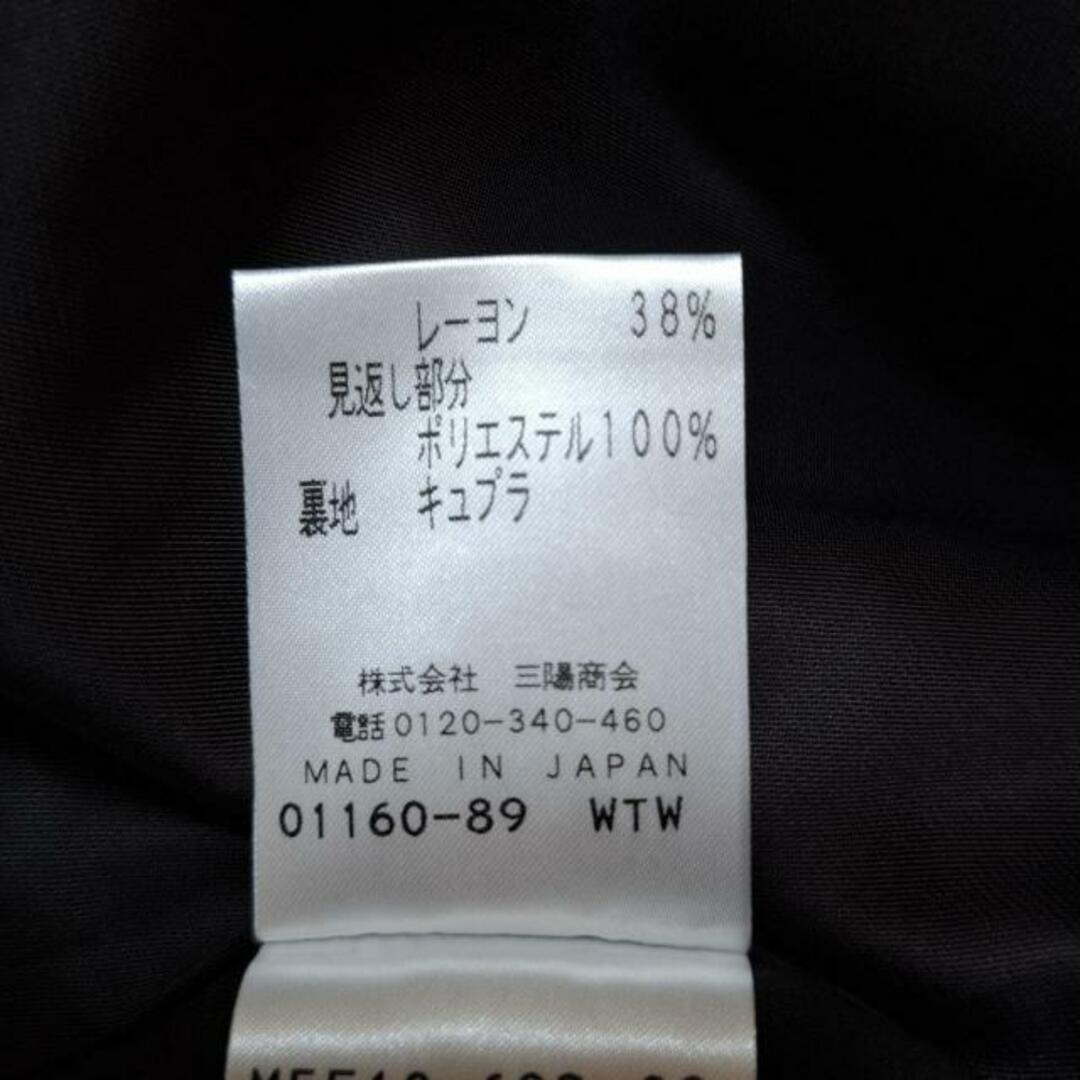 レーヨン 38%
見返し部分
ポリエステル100%
裏地 キュプラ
株式会社 三陽商会
電話0120-340-460
MADE IN JAPAN
01160-89 WTW